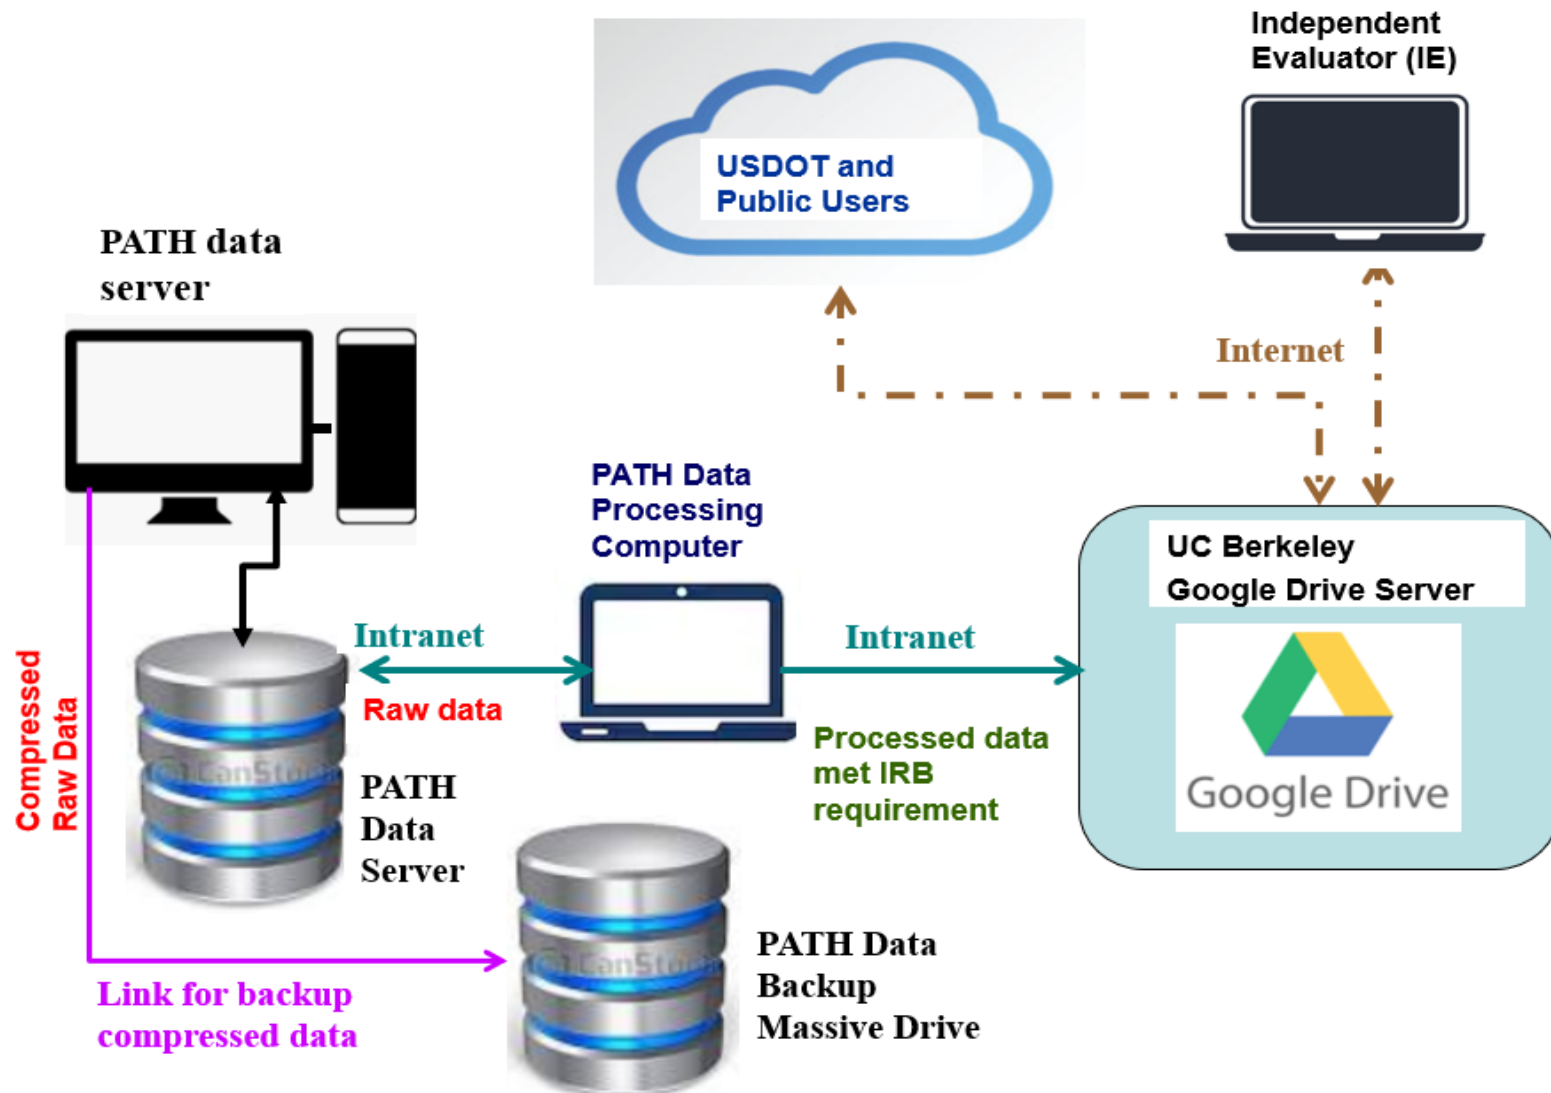 Independent
Evaluator (IE)
USDOT and
Public Users
PATH data
server
Internet
PATH Data
Processing
Computer
UC Berkeley
Google Drive Server
Intranet
Intranet
Raw data
Compressed
Raw Data
Processed data
met IRB
requirement
Google Drive
CanStock
PATH
Data
Server
CanStock
PATH Data
Backup
Massive Drive
Link for backup
compressed data